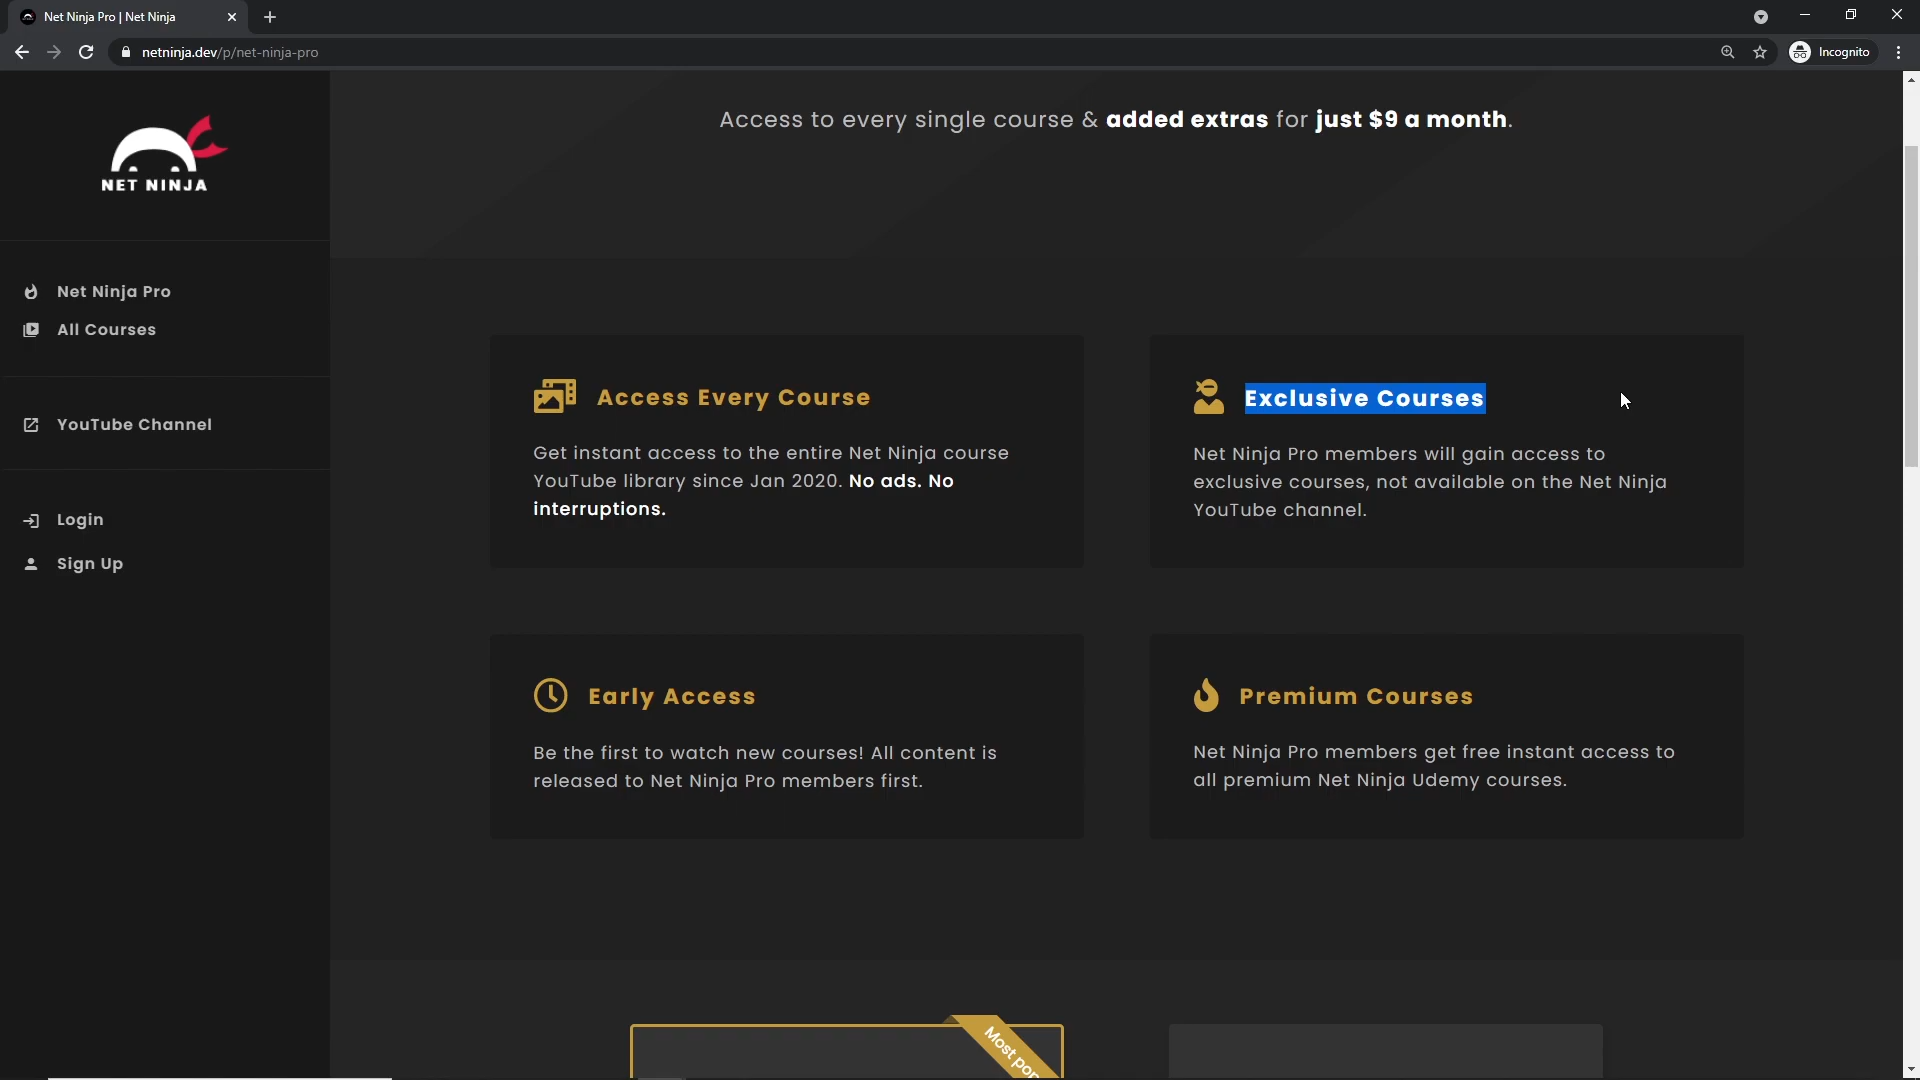 Net Ninja Pro | Net Ninja
netninja.dev/p/net-ninja-pro
Incognito
NET NINJA
Net Ninja Pro
All Courses
YouTube Channel
Login
Sign Up
Access to every single course & added extras for just $9 a month.
Access Every Course
Get instant access to the entire Net Ninja course
YouTube library since Jan 2020. No ads. No
interruptions.
Exclusive Courses
Net Ninja Pro members will gain access to
exclusive courses, not available on the Net Ninja
YouTube channel.
Early Access
Be the first to watch new courses! All content is
released to Net Ninja Pro members first.
Premium Courses
Net Ninja Pro members get free instant access to
all premium Net Ninja Udemy courses.
Most